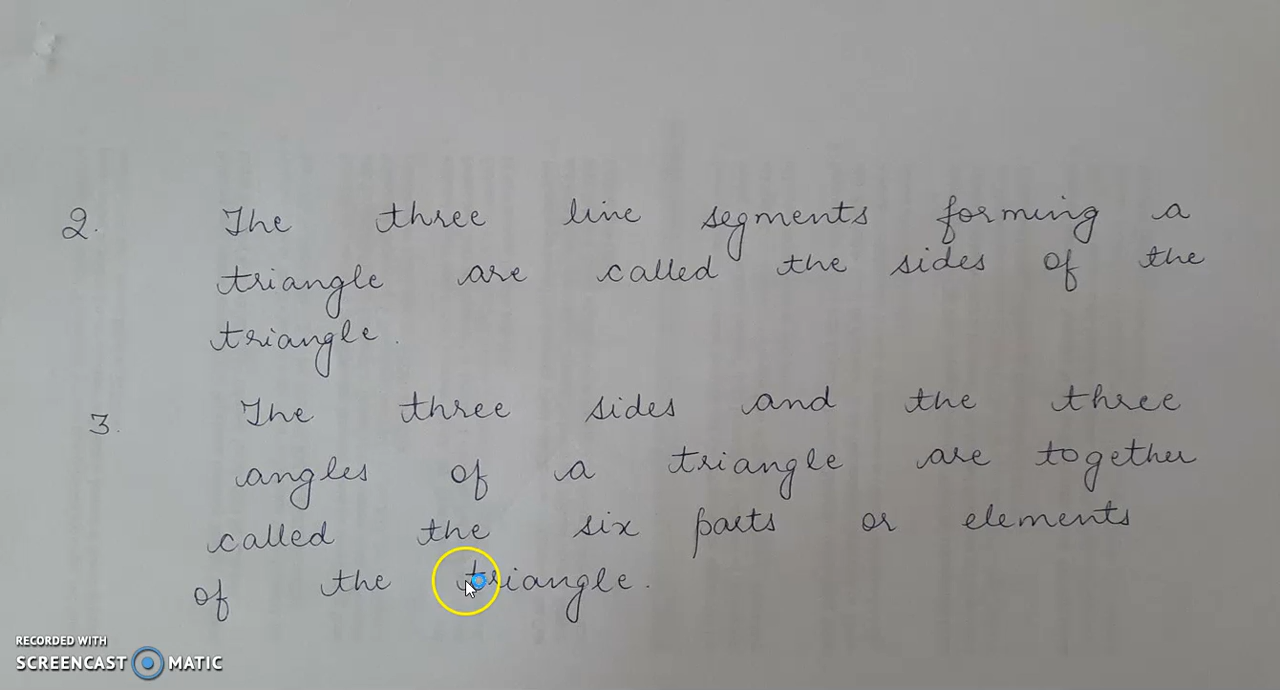 2. The three line segments forming a
triangle are called the sides of the
triangle.
3. The three sides and the three
angles of a triangle are together
called the six parts or elements
of the triangle.
RECORDED WITH
SCREENCAST MATIC